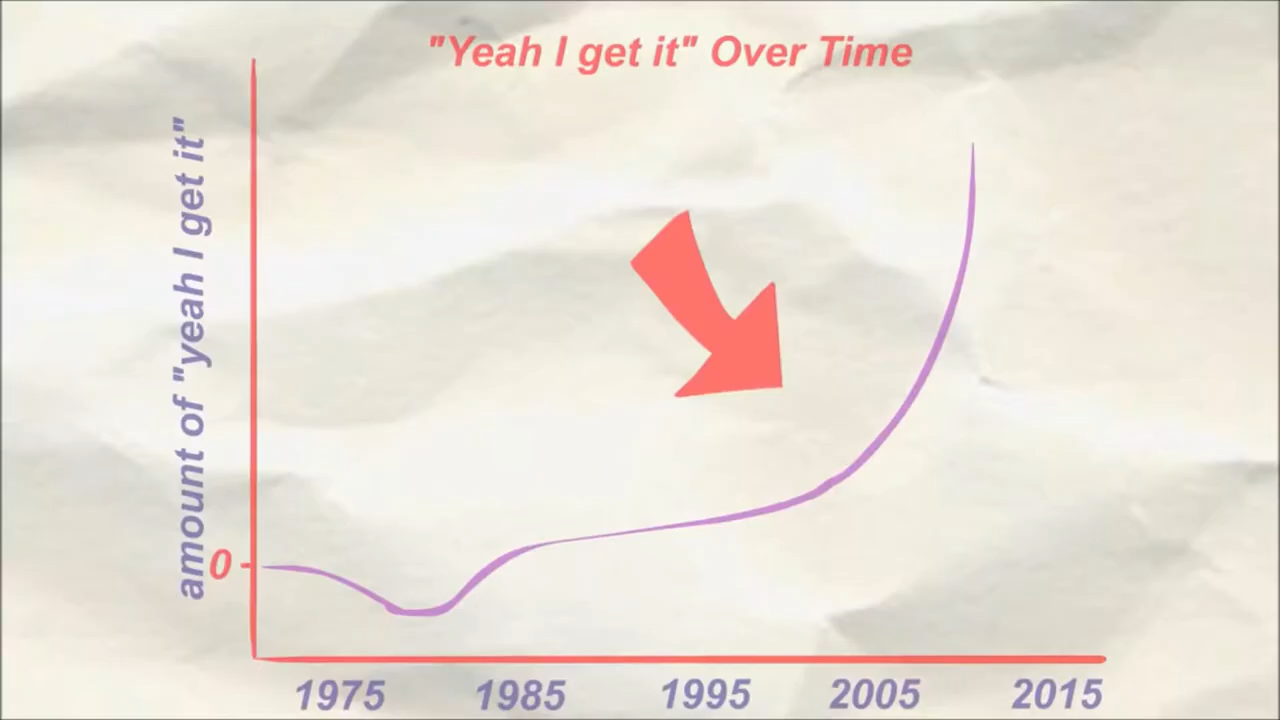 "Yeah I get it" Over Time
amount of "yeah I get it"
0
1975 1985 1995 2005 2015